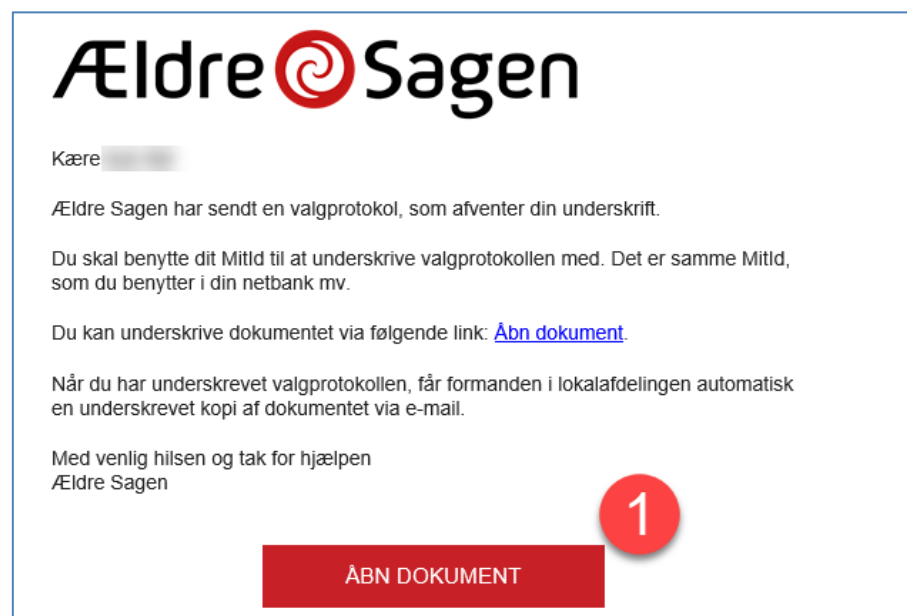 Ældre Sagen
Kære
Ældre Sagen har sendt en valgprotokol, som afventer din underskrift.
Du skal benytte dit MitId til at underskrive valgprotokollen med. Det er samme MitId,
som du benytter i din netbank mv.
Du kan underskrive dokumentet via følgende link: Åbn dokument.
Når du har underskrevet valgprotokollen, får formanden i lokalafdelingen automatisk
en underskrevet kopi af dokumentet via e-mail.
Med venlig hilsen og tak for hjælpen
Ældre Sagen
1
ÅBN DOKUMENT